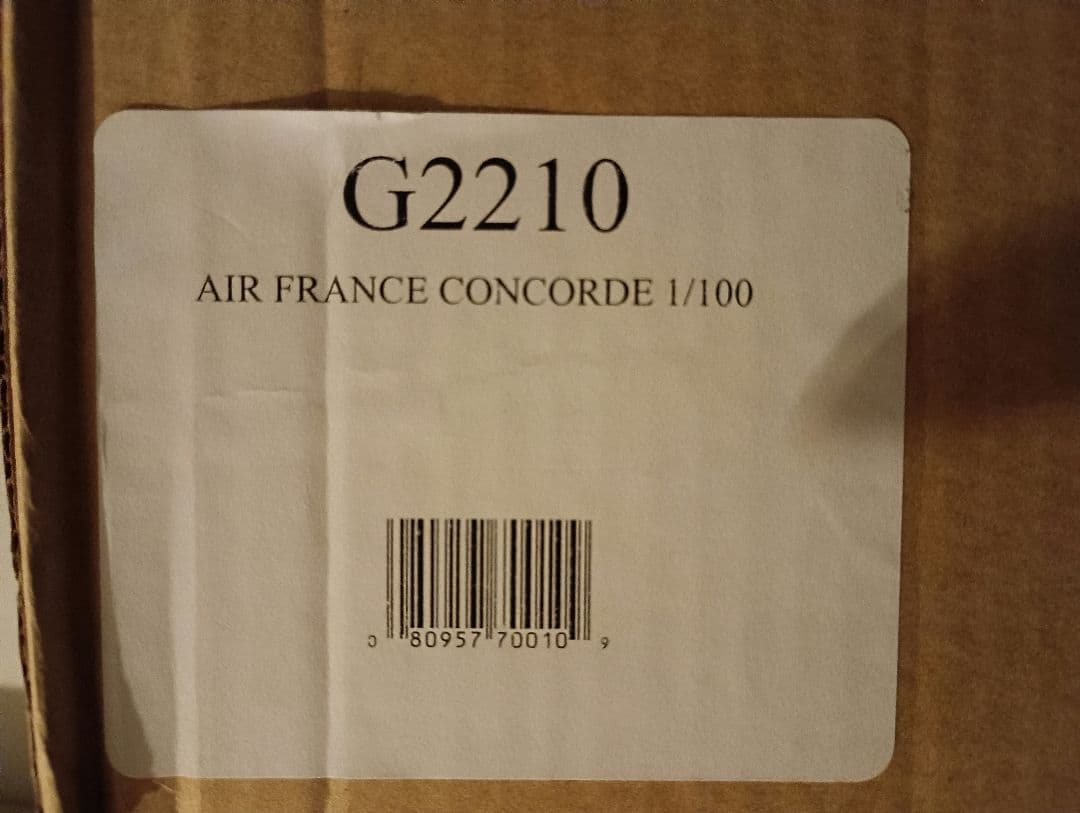 G2210
AIR FRANCE CONCORDE 1/100
0 80957 70010 9